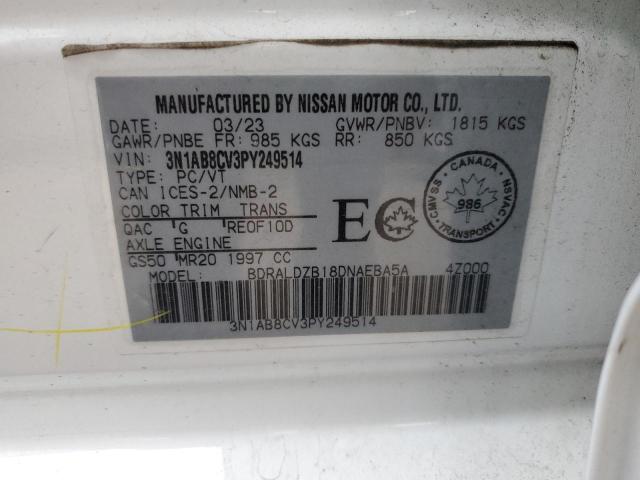 MANUFACTURED BY NISSAN MOTOR CO., LTD.
DATE: 03/23 GVWR/PNBV: 1815 KGS
GAWR/PNBE FR: 985 KGS RR: 850 KGS
VIN: 3N1AB8CV3PY249514
TYPE: PC/VT
CAN ICES-2/NMB-2
COLOR TRIM TRANS
QAC G RE0F10D
AXLE ENGINE
GS50 MR20 1997 CC
MODEL: BDRALDZB18DNAEBA5A 4Z000
3N1AB8CV3PY249514
EC
CANADA
CMVSS
NSVAC
986
TRANSPORT